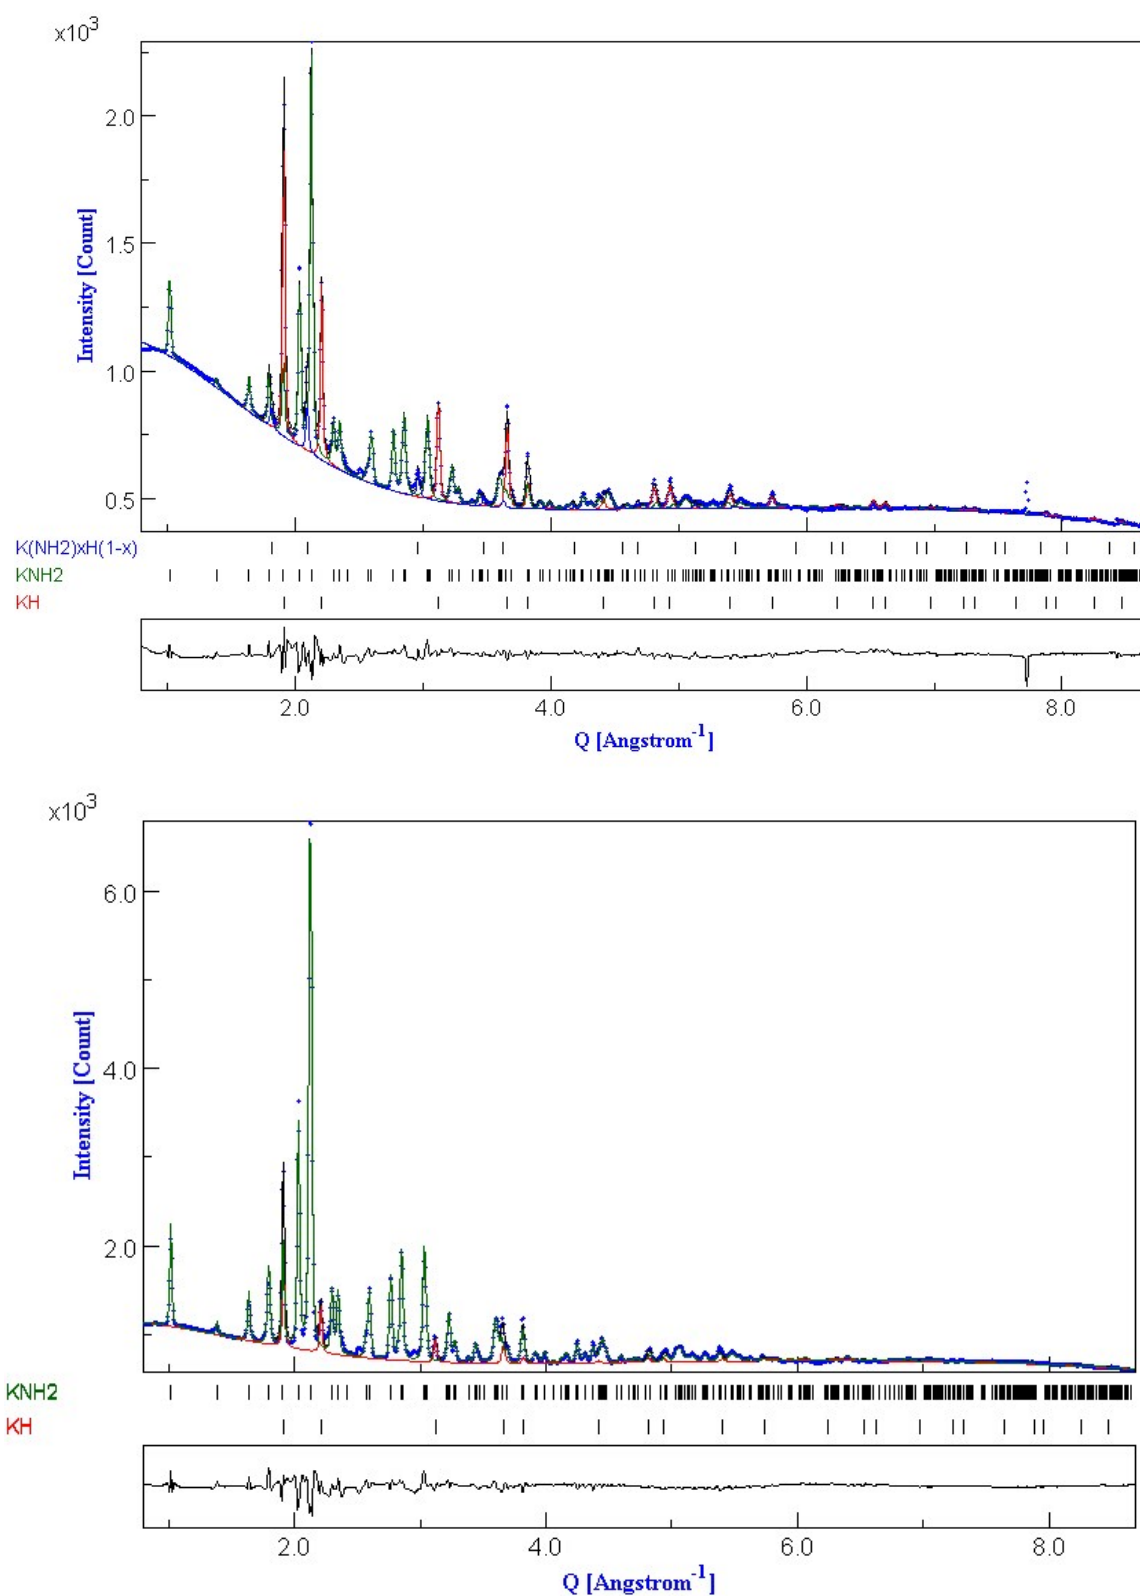 x10³
2.0
1.5
Intensity [Count]
1.0
0.5
K(NH2)xH(1-x)
KNH2
KH
2.0 4.0 6.0 8.0
Q [Angstrom⁻¹]
x10³
6.0
4.0
Intensity [Count]
2.0
KNH2
KH
2.0 4.0 6.0 8.0
Q [Angstrom⁻¹]